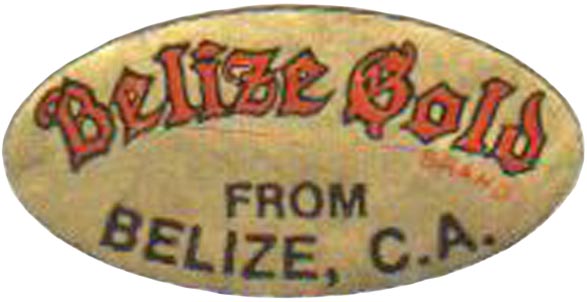 Belize Gold
BRAND
FROM
BELIZE, C.A.